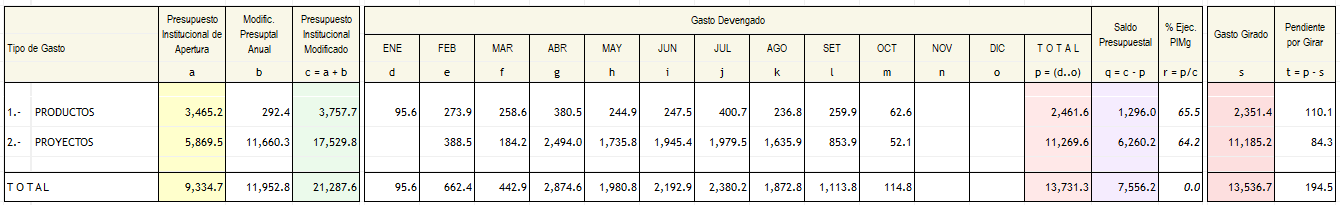 Tipo de Gasto Presupuesto Institucional de Apertura a Modific. Presuptal Anual b Presupuesto Institucional Modificado c = a + b Gasto Devengado Saldo Presupuestal q = c - p % Ejec. PIMg r = p/c Gasto Girado s Pendiente por Girar t = p - s
ENE FEB MAR ABR MAY JUN JUL AGO SET OCT NOV DIC T O T A L
d e f g h i j k l m n o p = (d..o)
1.- PRODUCTOS 3,465.2 292.4 3,757.7 95.6 273.9 258.6 380.5 244.9 247.5 400.7 236.8 259.9 62.6 2,461.6 1,296.0 65.5 2,351.4 110.1
2.- PROYECTOS 5,869.5 11,660.3 17,529.8 388.5 184.2 2,494.0 1,735.8 1,945.4 1,979.5 1,635.9 853.9 52.1 11,269.6 6,260.2 64.2 11,185.2 84.3
T O T A L 9,334.7 11,952.8 21,287.6 95.6 662.4 442.9 2,874.6 1,980.8 2,192.9 2,380.2 1,872.8 1,113.8 114.8 13,731.3 7,556.2 0.0 13,536.7 194.5